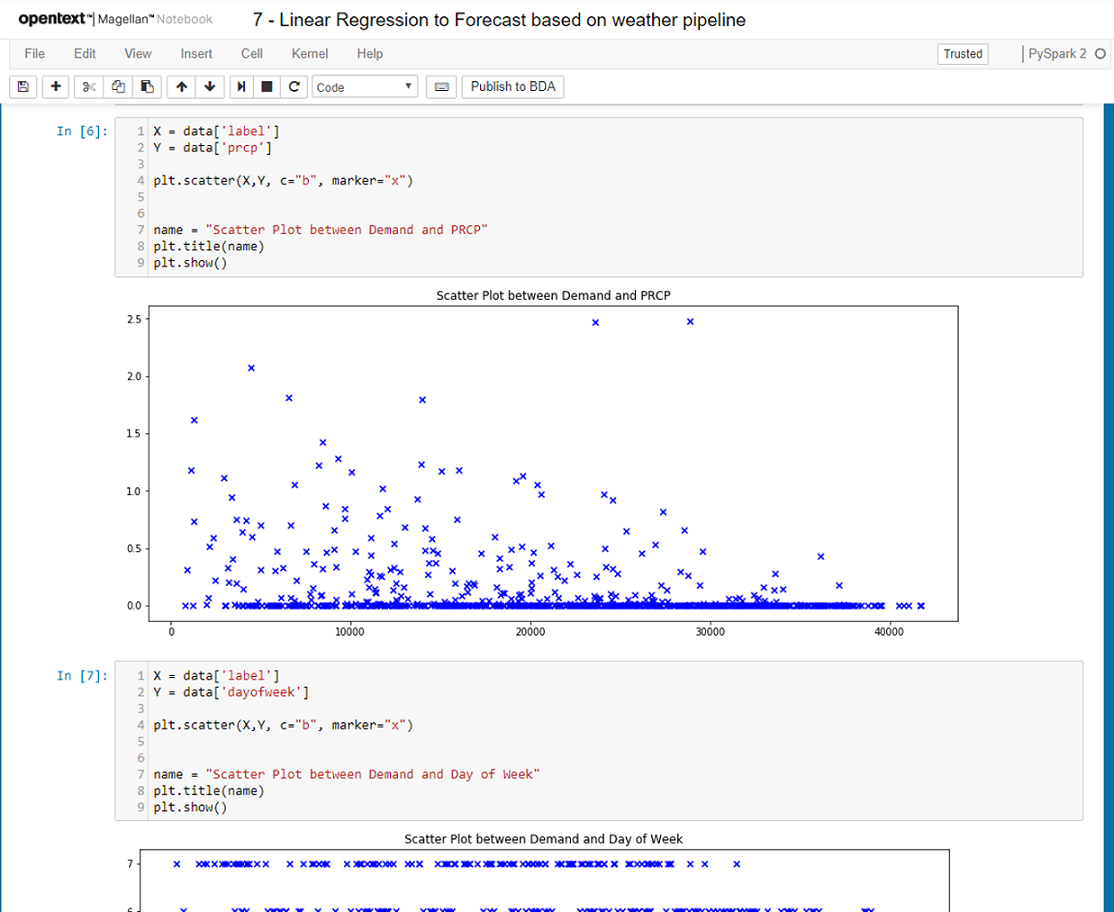 opentext™ | Magellan™ Notebook 7 - Linear Regression to Forecast based on weather pipeline
File Edit View Insert Cell Kernel Help Trusted PySpark 2
Code Publish to BDA
In [6]:
1 X = data['label']
2 Y = data['prcp']
3
4 plt.scatter(X,Y, c="b", marker="x")
5
6
7 name = "Scatter Plot between Demand and PRCP"
8 plt.title(name)
9 plt.show()
Scatter Plot between Demand and PRCP
2.5
2.0
1.5
1.0
0.5
0.0
0 10000 20000 30000 40000
In [7]:
1 X = data['label']
2 Y = data['dayofweek']
3
4 plt.scatter(X,Y, c="b", marker="x")
5
6
7 name = "Scatter Plot between Demand and Day of Week"
8 plt.title(name)
9 plt.show()
Scatter Plot between Demand and Day of Week
7
6